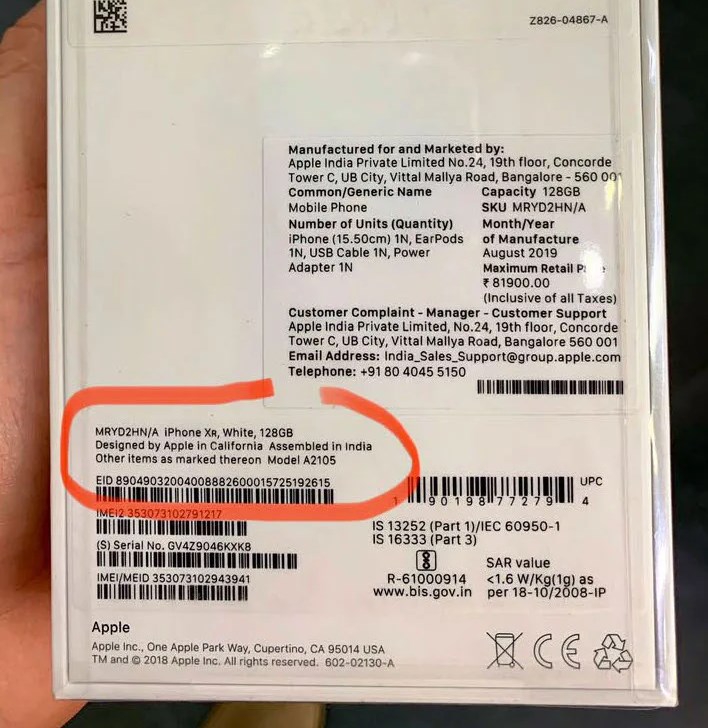 Z826-04867-A
Manufactured for and Marketed by:
Apple India Private Limited No.24, 19th floor, Concorde
Tower C, UB City, Vittal Mallya Road, Bangalore - 560 001
Common/Generic Name
Mobile Phone
Number of Units (Quantity)
iPhone (15.50cm) 1N, EarPods
1N, USB Cable 1N, Power
Adapter 1N
Capacity 128GB
SKU MRYD2HN/A
Month/Year
of Manufacture
August 2019
Maximum Retail
₹ 81900.00
(Inclusive of all Taxes)
Customer Complaint - Manager - Customer Support
Apple India Private Limited, No.24, 19th floor, Concorde
Tower C, UB City, Vittal Mallya Road, Bangalore 560 001
Email Address: India_Sales_Support@group.apple.com
Telephone: +91 80 4045 5150
MRYD2HN/A iPhone XR, White, 128GB
Designed by Apple in California Assembled in India
Other items as marked thereon Model A2105
EID 89049032004008882600015725192615
IMEI2 353073102791217
(S) Serial No. GV4Z9046KXK8
IMEI/MEID 353073102943941
UPC
1 90198 77279 4
IS 13252 (Part 1)/IEC 60950-1
IS 16333 (Part 3)
R-61000914
www.bis.gov.in
SAR value
<1.6 W/Kg(1g) as
per 18-10/2008-IP
Apple
Apple Inc., One Apple Park Way, Cupertino, CA 95014 USA
TM and © 2018 Apple Inc. All rights reserved. 602-02130-A
CE